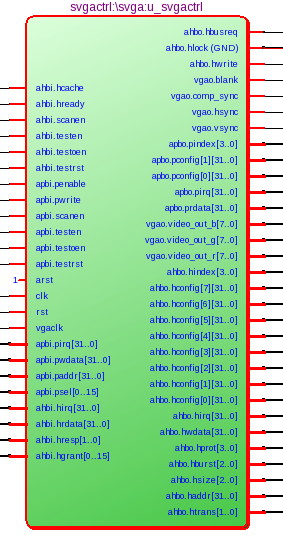 svgactrl:\svga:u_svgactrl
ahbi.hcache
ahbi.hready
ahbi.scanen
ahbi.testen
ahbi.testoen
ahbi.testrst
apbi.penable
apbi.pwrite
apbi.scanen
apbi.testen
apbi.testoen
apbi.testrst
1 arst
clk
rst
vgaclk
apbi.pirq[31..0]
apbi.pwdata[31..0]
apbi.paddr[31..0]
apbi.psel[0..15]
ahbi.hirq[31..0]
ahbi.hrdata[31..0]
ahbi.hresp[1..0]
ahbi.hgrant[0..15]
ahbo.hbusreq
ahbo.hlock (GND)
ahbo.hwrite
vgao.blank
vgao.comp_sync
vgao.hsync
vgao.vsync
apbo.pindex[3..0]
apbo.pconfig[1][31..0]
apbo.pconfig[0][31..0]
apbo.pirq[31..0]
apbo.prdata[31..0]
vgao.video_out_b[7..0]
vgao.video_out_g[7..0]
vgao.video_out_r[7..0]
ahbo.hindex[3..0]
ahbo.hconfig[7][31..0]
ahbo.hconfig[6][31..0]
ahbo.hconfig[5][31..0]
ahbo.hconfig[4][31..0]
ahbo.hconfig[3][31..0]
ahbo.hconfig[2][31..0]
ahbo.hconfig[1][31..0]
ahbo.hconfig[0][31..0]
ahbo.hirq[31..0]
ahbo.hwdata[31..0]
ahbo.hprot[3..0]
ahbo.hburst[2..0]
ahbo.hsize[2..0]
ahbo.haddr[31..0]
ahbo.htrans[1..0]